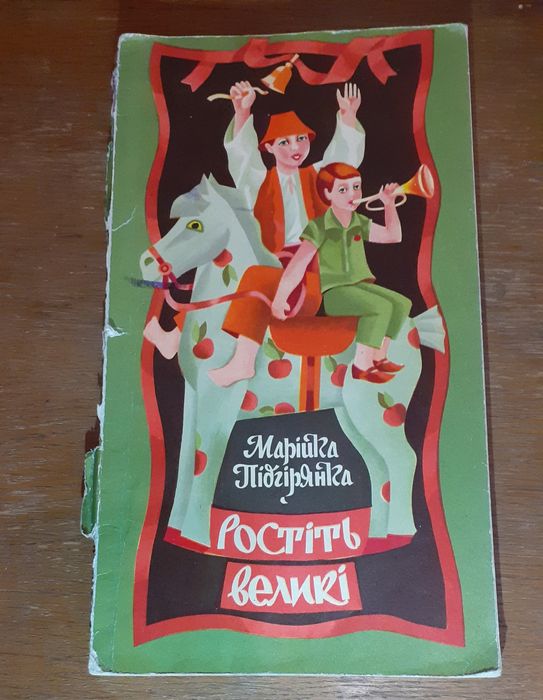 Марійка
Підгірянка
Ростіть
великі